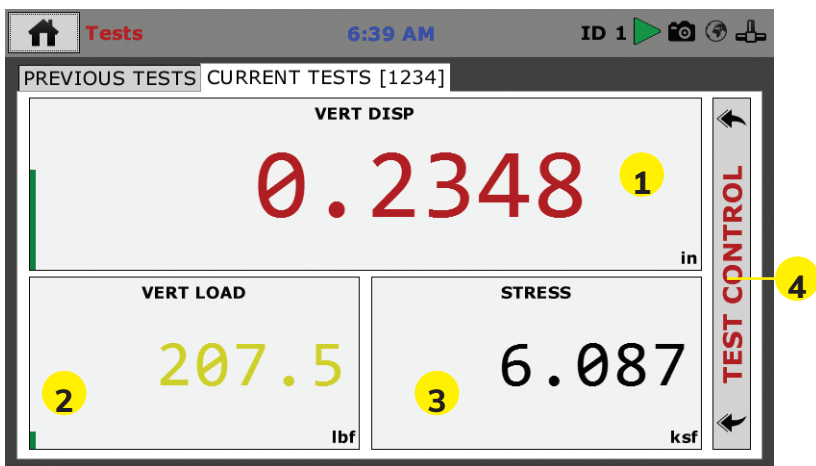 Tests 6:39 AM ID 1
PREVIOUS TESTS CURRENT TESTS [1234]
VERT DISP
0.2348 1
in
VERT LOAD
207.5
2
lbf
STRESS
6.087
3
ksf
TEST CONTROL
4